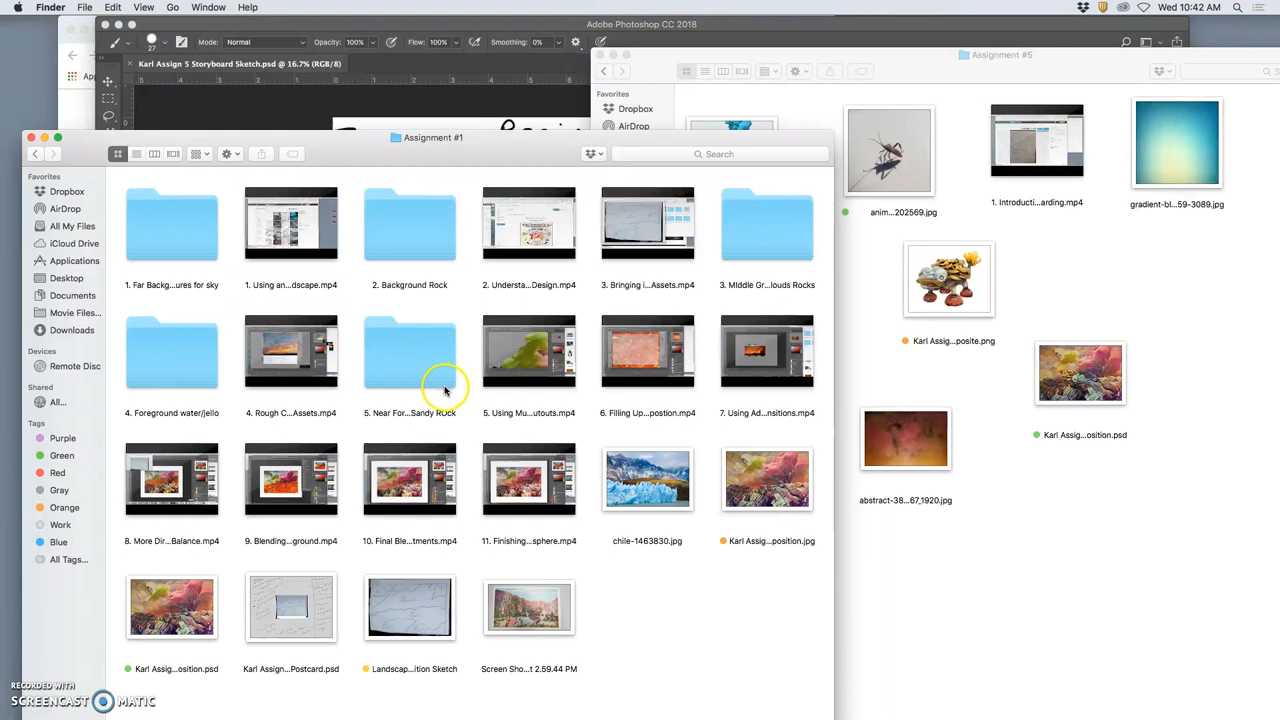 Finder File Edit View Go Window Help Wed 10:42 AM
Adobe Photoshop CC 2018
27 Mode: Normal Opacity: 100% Flow: 100% Smoothing: 0%
Karl Assign 5 Storyboard Sketch.psd @ 16.7% (RGB/8)
Assignment #5
Favorites
Dropbox
AirDrop
anim...202569.jpg
1. Introducti...arding.mp4
gradient-bl...59-3089.jpg
Karl Assig...posite.png
Karl Assig...osition.psd
abstract-38...67_1920.jpg
Assignment #1
Search
Favorites
Dropbox
AirDrop
All My Files
iCloud Drive
Applications
Desktop
Documents
Movie Files...
Downloads
Devices
Remote Disc
Shared
All...
Tags
Purple
Green
Red
Gray
Orange
Work
Blue
All Tags...
1. Far Backg...ures for sky
1. Using an...dscape.mp4
2. Background Rock
2. Understa...Design.mp4
3. Bringing i...Assets.mp4
3. MIddle Gr...louds Rocks
4. Foreground water/jello
4. Rough C...Assets.mp4
5. Near For...Sandy ROck
5. Using Mu...utouts.mp4
6. Filling Up...postion.mp4
7. Using Ad...nsitions.mp4
8. More Dir...Balance.mp4
9. Blending...ground.mp4
10. Final Ble...tments.mp4
11. Finishing...sphere.mp4
chile-1463830.jpg
Karl Assig...position.jpg
Karl Assig...osition.psd
Karl Assign...Postcard.psd
Landscap...ition Sketch
Screen Sho...t 2.59.44 PM
RECORDED WITH
SCREENCAST MATIC